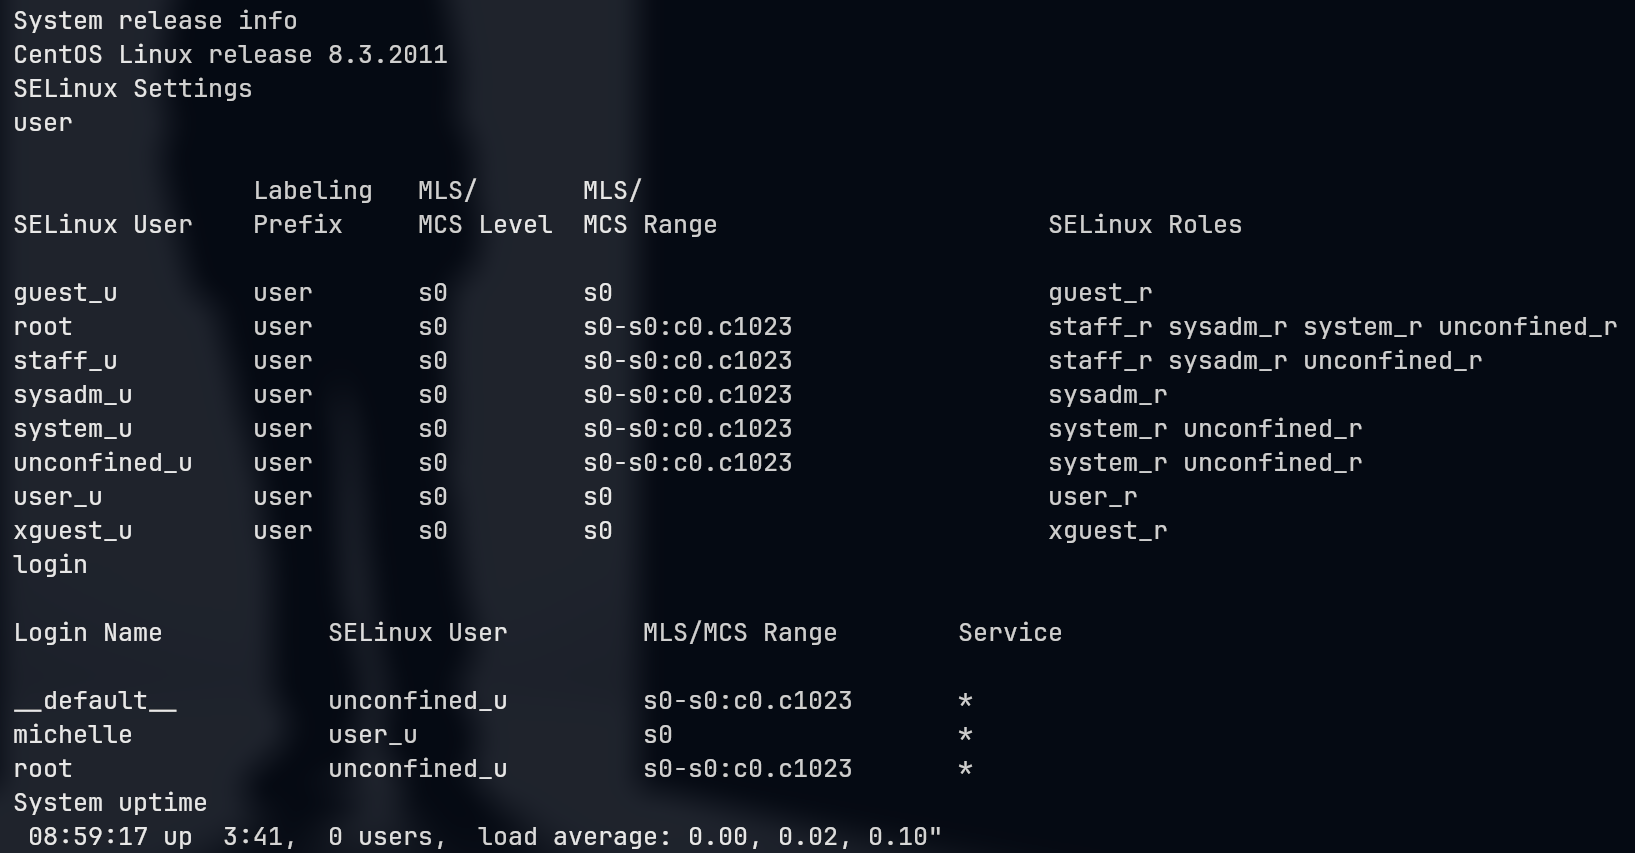 System release info
CentOS Linux release 8.3.2011
SELinux Settings
user
                Labeling   MLS/       MLS/
SELinux User    Prefix     MCS Level  MCS Range                      SELinux Roles
guest_u         user       s0         s0                             guest_r
root            user       s0         s0-s0:c0.c1023                 staff_r sysadm_r system_r unconfined_r
staff_u         user       s0         s0-s0:c0.c1023                 staff_r sysadm_r unconfined_r
sysadm_u        user       s0         s0-s0:c0.c1023                 sysadm_r
system_u        user       s0         s0-s0:c0.c1023                 system_r unconfined_r
unconfined_u    user       s0         s0-s0:c0.c1023                 system_r unconfined_r
user_u          user       s0         s0                             user_r
xguest_u        user       s0         s0                             xguest_r
login
Login Name           SELinux User         MLS/MCS Range        Service
__default__          unconfined_u         s0-s0:c0.c1023       *
michelle             user_u               s0                   *
root                 unconfined_u         s0-s0:c0.c1023       *
System uptime
 08:59:17 up  3:41,  0 users,  load average: 0.00, 0.02, 0.10"